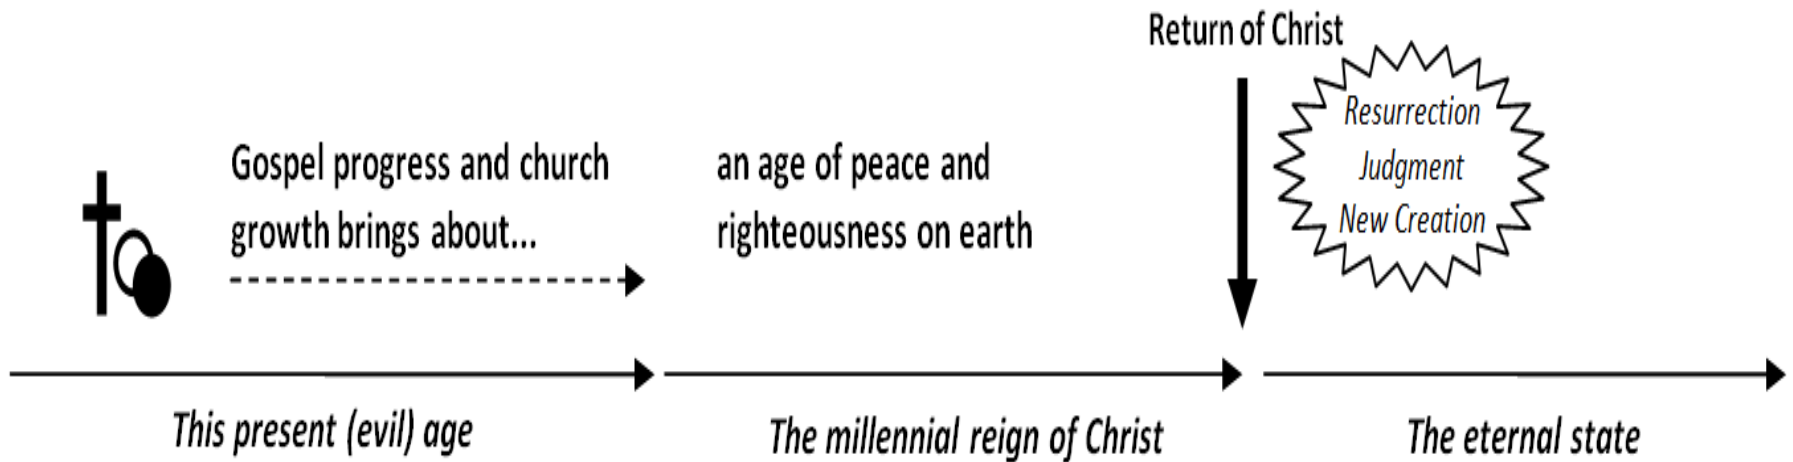 Return of Christ
Resurrection
Judgment
New Creation
Gospel progress and church
growth brings about...
an age of peace and
righteousness on earth
This present (evil) age
The millennial reign of Christ
The eternal state